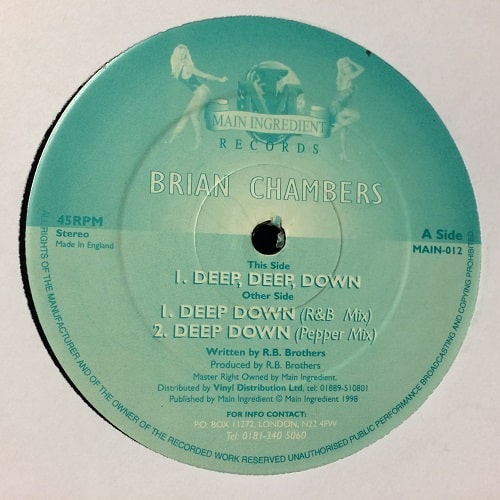 MAIN INGREDIENT
RECORDS
BRIAN CHAMBERS
45RPM
Stereo
Made In England
A Side
MAIN-012
This Side
1. DEEP, DEEP, DOWN
Other Side
1. DEEP DOWN (R&B Mix)
2. DEEP DOWN (Pepper Mix)
Written by R.B. Brothers
Produced by R.B. Brothers
Master Right Owned by Main Ingredient.
Distributed by Vinyl Distribution Ltd. tel: 01889-510801
Published by Main Ingredient © Main Ingredient 1998
FOR INFO CONTACT:
P.O. BOX 11272, LONDON, N22 4FW
Tel: 0181-340 5060
ALL RIGHTS OF THE MANUFACTURER AND OF THE OWNER OF THE RECORDED WORK RESERVED UNAUTHORISED PUBLIC PERFORMANCE BROADCASTING AND COPYING PROHIBITED